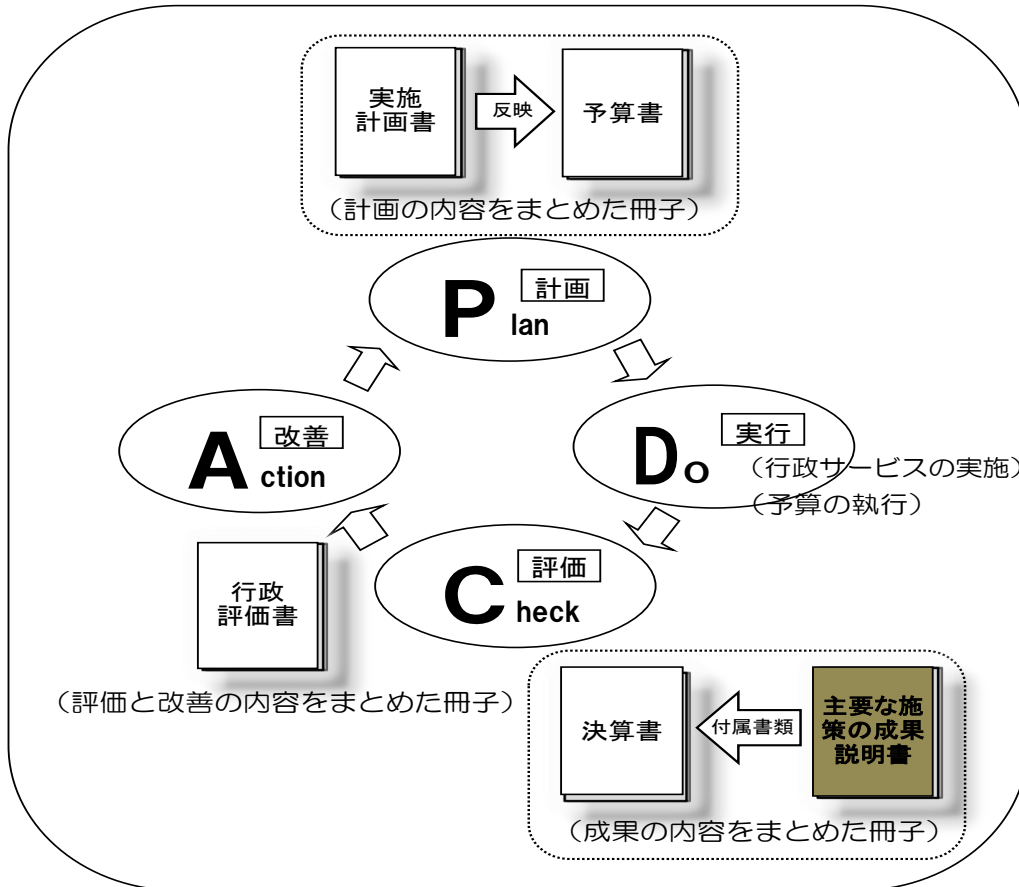 実施
計画書
反映
予算書
（計画の内容をまとめた冊子）
計画
Plan
改善
Action
実行
Do
（行政サービスの実施）
（予算の執行）
評価
Check
行政
評価書
（評価と改善の内容をまとめた冊子）
決算書
付属書類
主要な施
策の成果
説明書
（成果の内容をまとめた冊子）